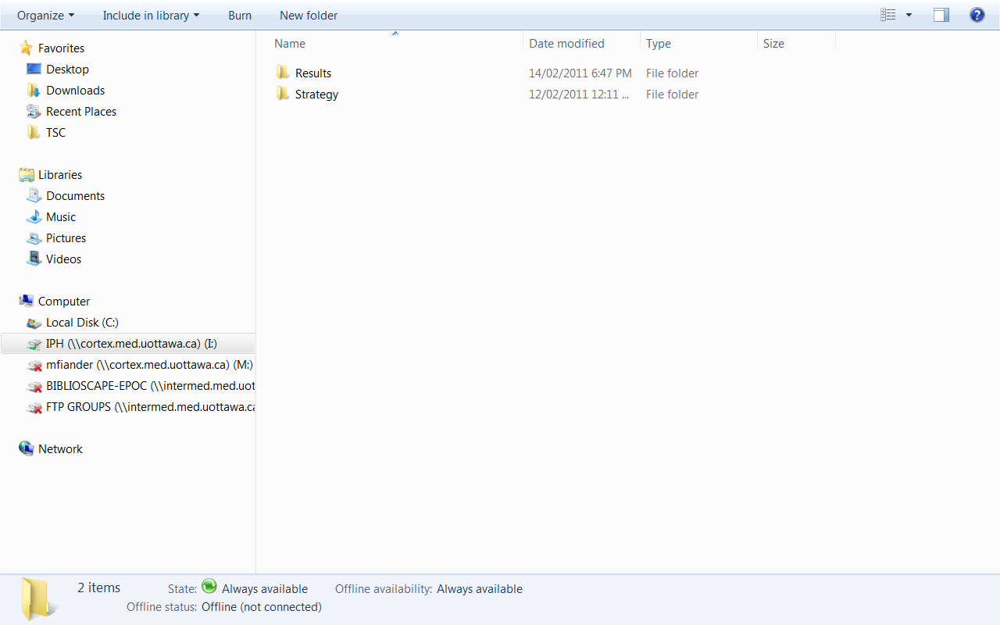 Organize Include in library Burn New folder
Name Date modified Type Size
Favorites
Desktop
Downloads
Recent Places
TSC
Libraries
Documents
Music
Pictures
Videos
Computer
Local Disk (C:)
IPH (\\cortex.med.uottawa.ca) (I:)
mfiander (\\cortex.med.uottawa.ca) (M:)
BIBLIOSCAPE-EPOC (\\intermed.med.uot
FTP GROUPS (\\intermed.med.uottawa.ca
Network
Results 14/02/2011 6:47 PM File folder
Strategy 12/02/2011 12:11 ... File folder
2 items State: Always available Offline availability: Always available
Offline status: Offline (not connected)